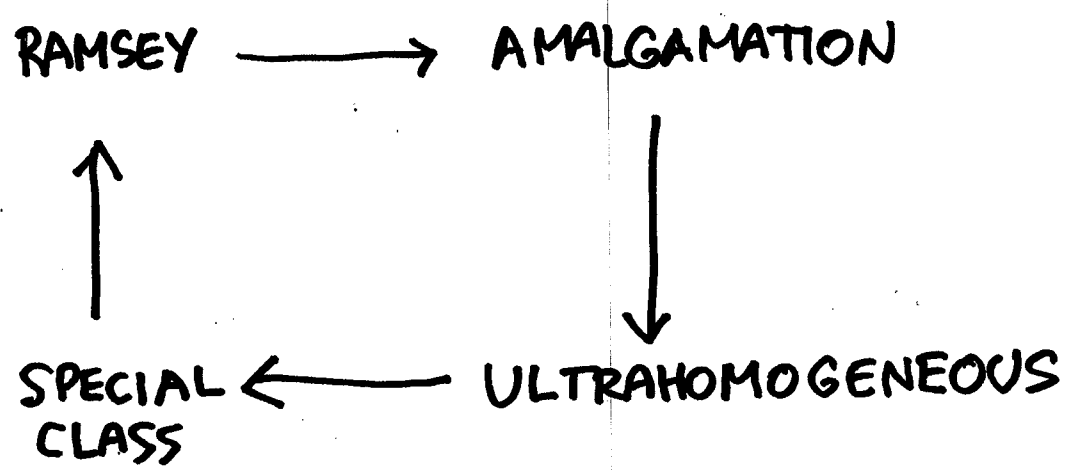 RAMSEY AMALGAMATION
SPECIAL ULTRAHOMOGENEOUS
CLASS